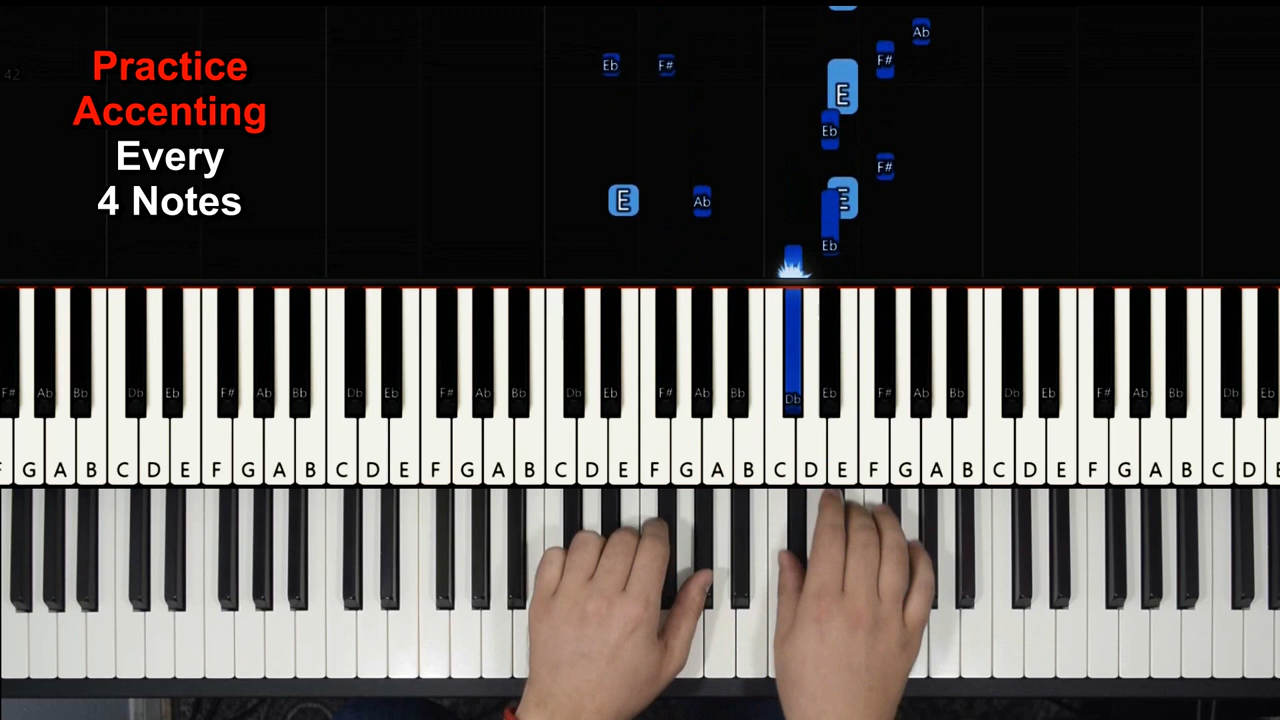 Practice
Accenting
Every
4 Notes
42
Ab
Eb F# F#
E
Eb
F#
E Ab E
Eb
F# Ab Bb Db Eb F# Ab Bb Db Eb F# Ab Bb Db Eb F# Ab Bb Db Eb F# Ab Bb Db Eb F# Ab Bb Db Eb
F G A B C D E F G A B C D E F G A B C D E F G A B C D E F G A B C D E F G A B C D E